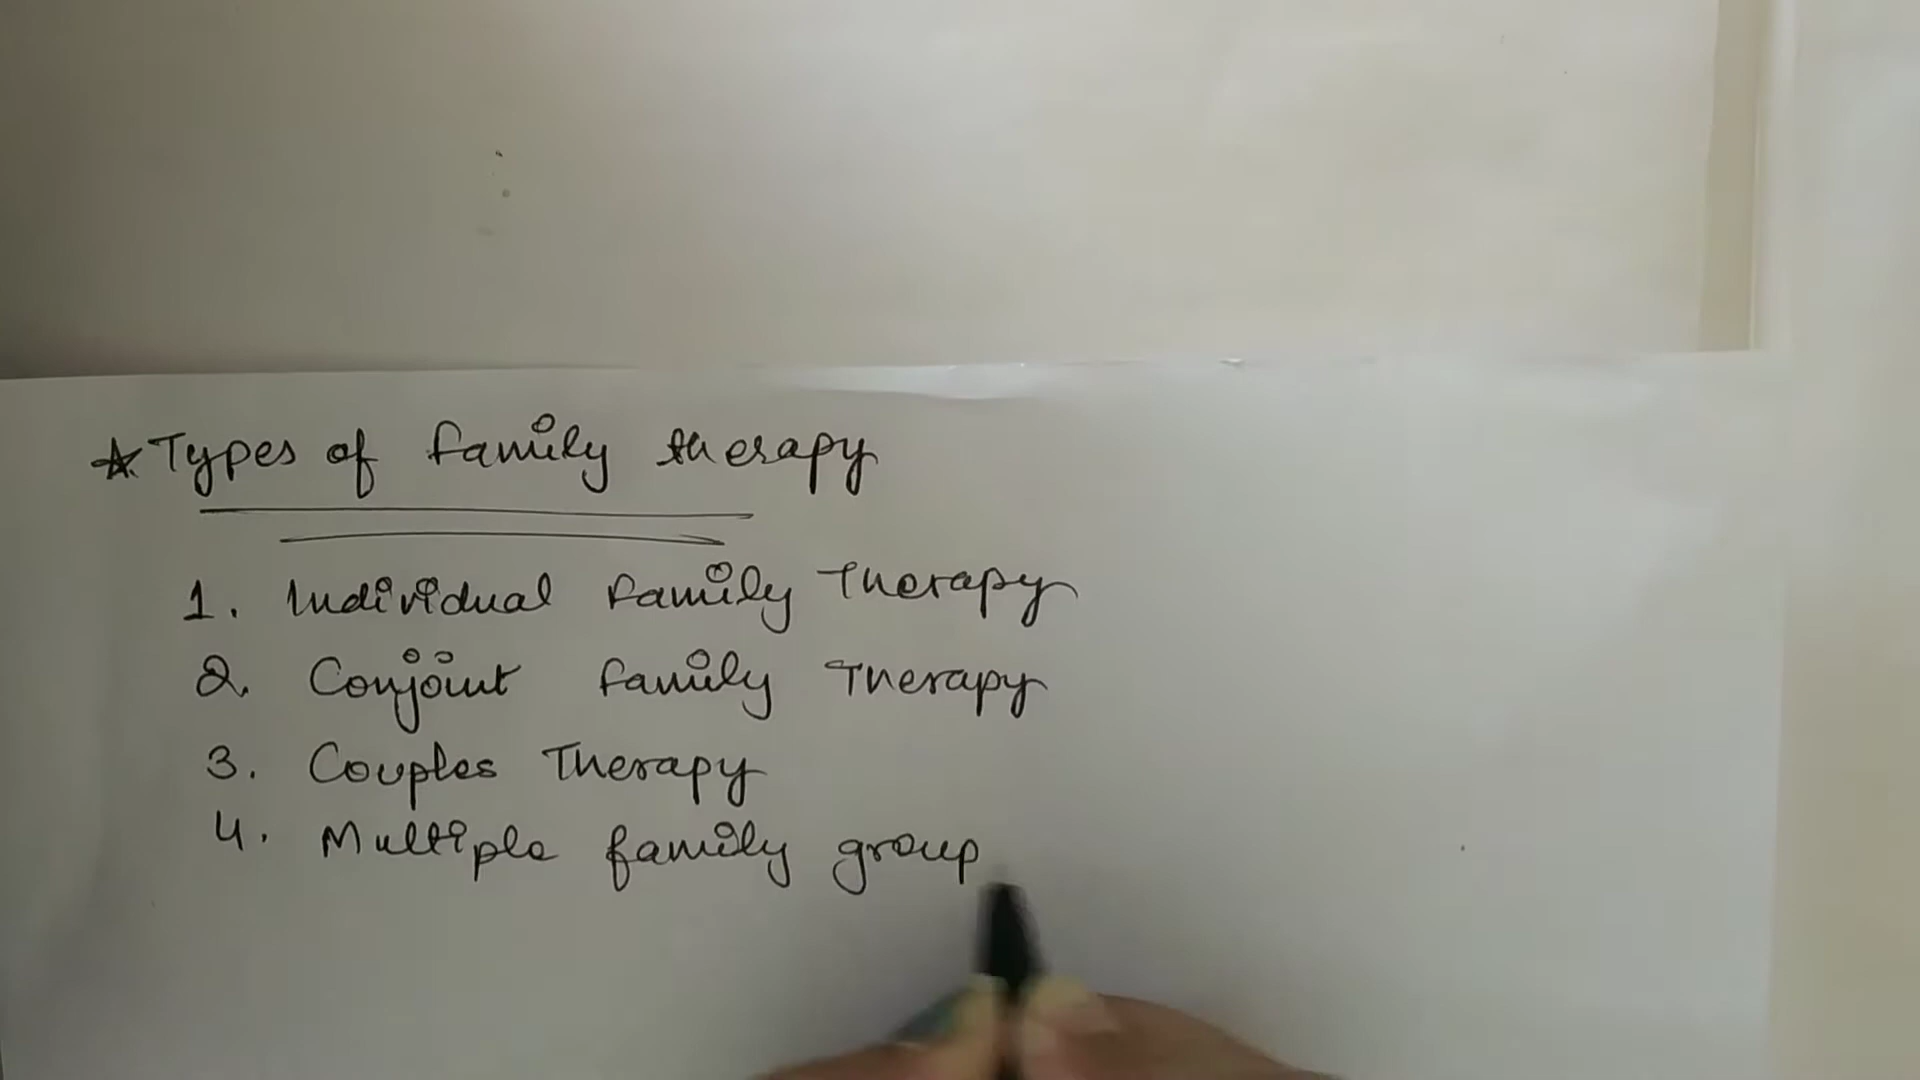 ☆ Types of family therapy
1. Individual family Therapy
2. Conjoint family Therapy
3. Couples Therapy
4. Multiple family group